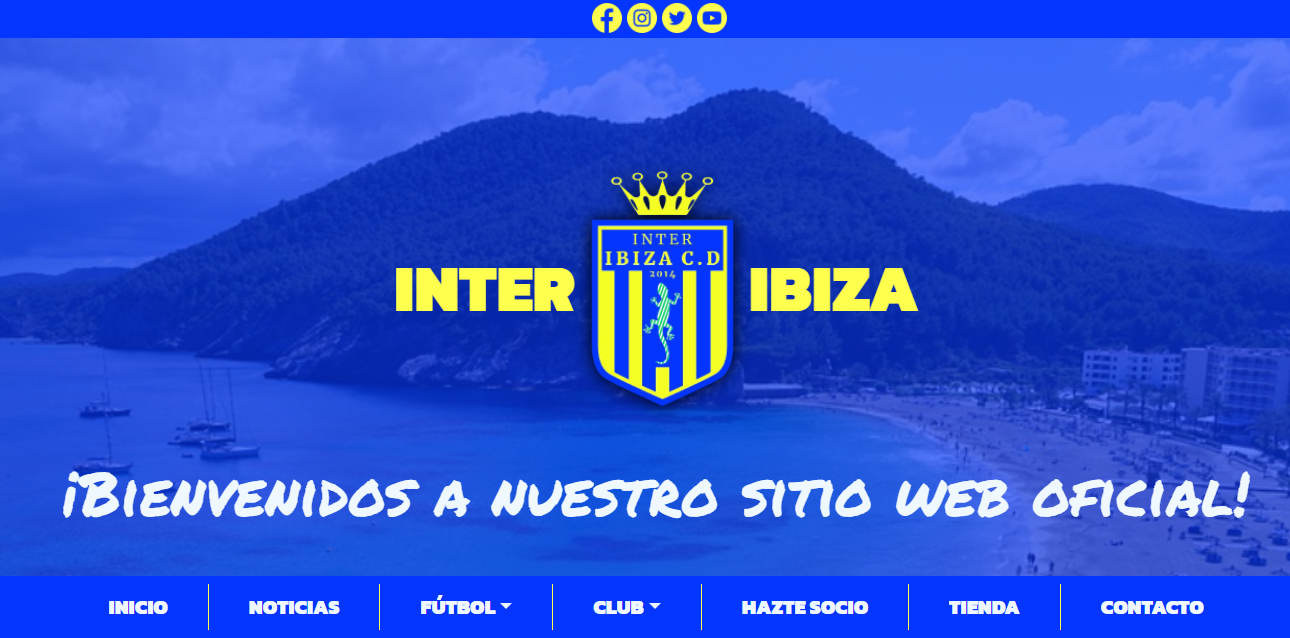 INTER
IBIZA C.D
2014
INTER IBIZA
¡BIENVENIDOS A NUESTRO SITIO WEB OFICIAL!
INICIO NOTICIAS FÚTBOL CLUB HAZTE SOCIO TIENDA CONTACTO